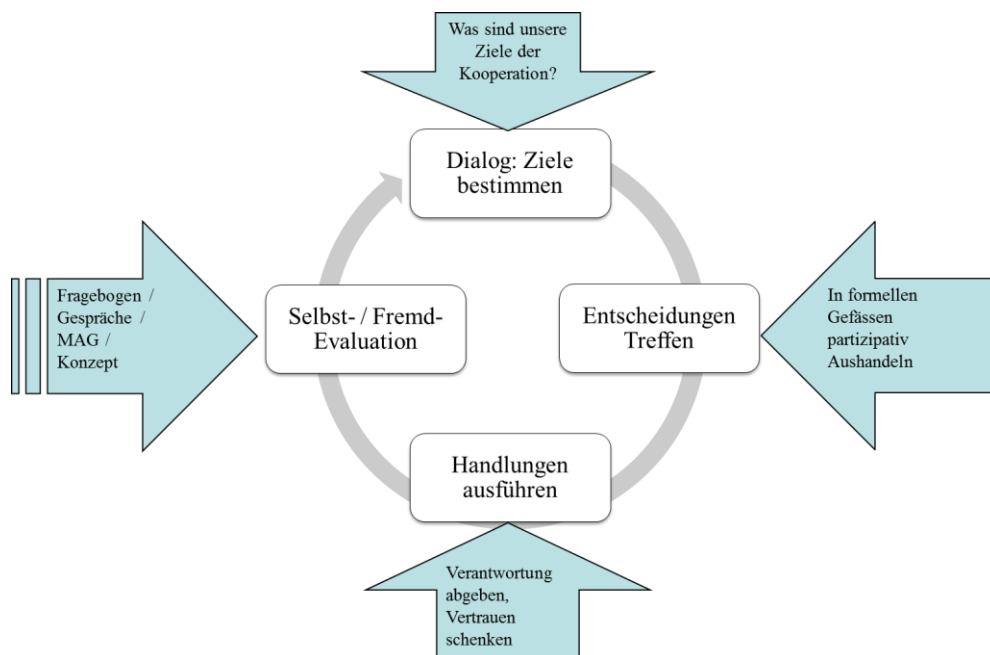 Was sind unsere
Ziele der
Kooperation?
Dialog: Ziele
bestimmen
Fragebogen /
Gespräche /
MAG /
Konzept
Selbst- / Fremd-
Evaluation
Entscheidungen
Treffen
In formellen
Gefässen
partizipativ
Aushandeln
Handlungen
ausführen
Verantwortung
abgeben,
Vertrauen
schenken